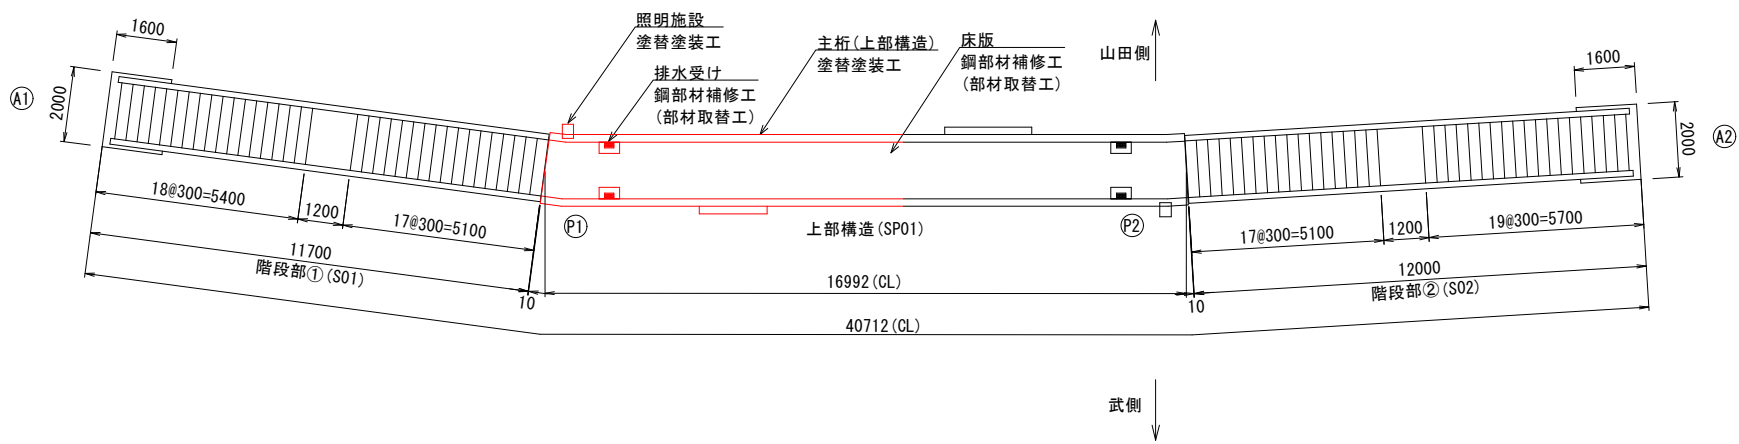 照明施設
塗替塗装工
排水受け
鋼部材補修工
(部材取替工)
主桁(上部構造)
塗替塗装工
床版
鋼部材補修工
(部材取替工)
山田側
1600
2000
A1
1600
2000
A2
18@300=5400
1200
17@300=5100
11700
階段部①(S01)
P1
上部構造(SP01)
P2
17@300=5100
1200
19@300=5700
12000
階段部②(S02)
10
16992(CL)
10
40712(CL)
武側